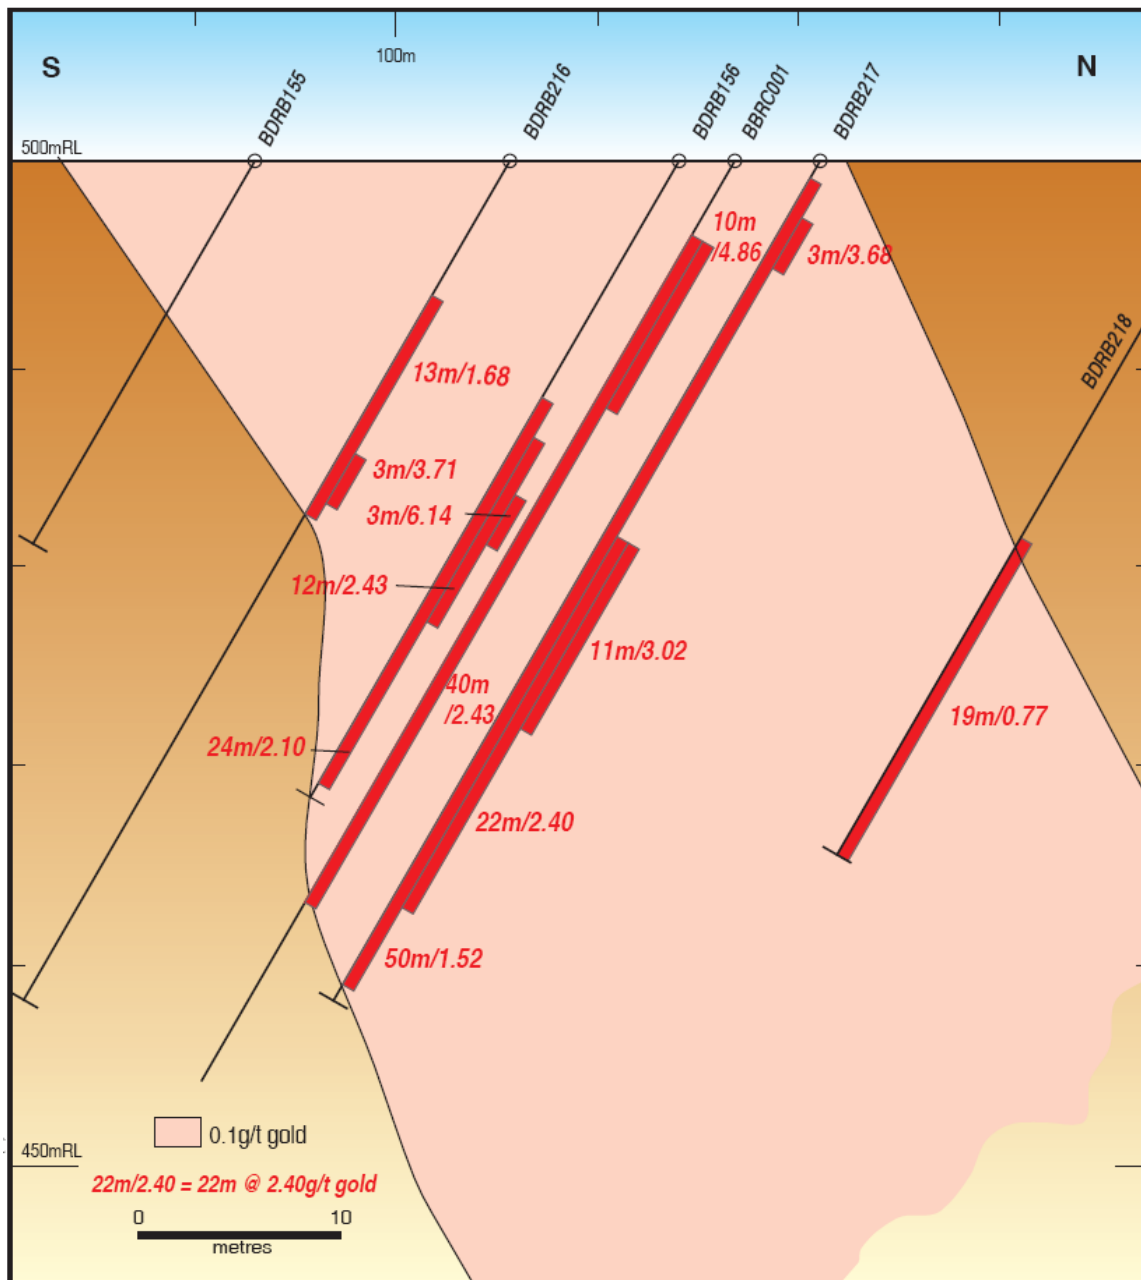 S
100m
N
BDRB155
BDRB216
BDRB156
BBRC001
BDRB217
500mRL
10m
/4.86
3m/3.68
BDRB218
13m/1.68
3m/3.71
3m/6.14
12m/2.43
11m/3.02
40m
/2.43
19m/0.77
24m/2.10
22m/2.40
50m/1.52
0.1g/t gold
450mRL
22m/2.40 = 22m @ 2.40g/t gold
0 10
metres